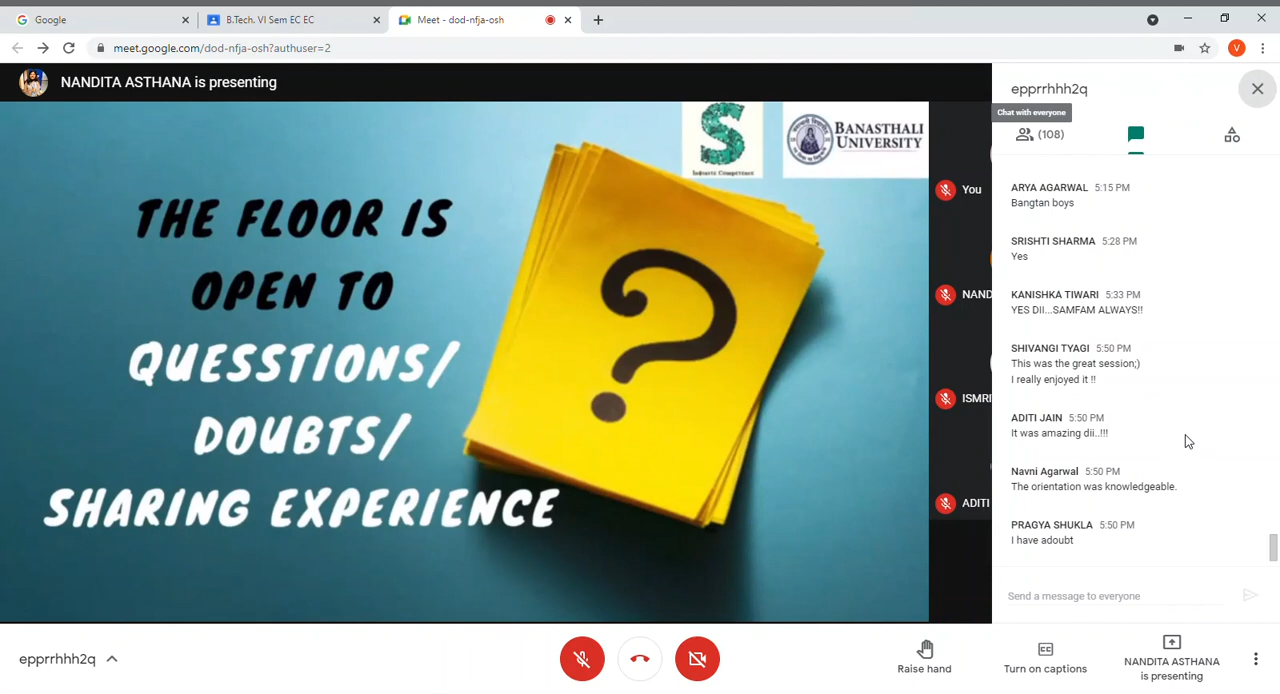 Google
B.Tech. VI Sem EC EC
Meet - dod-nfja-osh
meet.google.com/dod-nfja-osh?authuser=2
V
NANDITA ASTHANA is presenting
THE FLOOR IS
OPEN TO
QUESSTIONS/
DOUBTS/
SHARING EXPERIENCE
?
S
BANASTHALI
UNIVERSITY
You
NAND
ISMRI
ADITI
epprrhhh2q
Chat with everyone
(108)
ARYA AGARWAL 5:15 PM
Bangtan boys
SRISHTI SHARMA 5:28 PM
Yes
KANISHKA TIWARI 5:33 PM
YES DII...SAMFAM ALWAYS!!
SHIVANGI TYAGI 5:50 PM
This was the great session;)
I really enjoyed it !!
ADITI JAIN 5:50 PM
It was amazing dii..!!!
Navni Agarwal 5:50 PM
The orientation was knowledgeable.
PRAGYA SHUKLA 5:50 PM
I have adoubt
Send a message to everyone
epprrhhh2q
Raise hand
CC
Turn on captions
NANDITA ASTHANA
is presenting